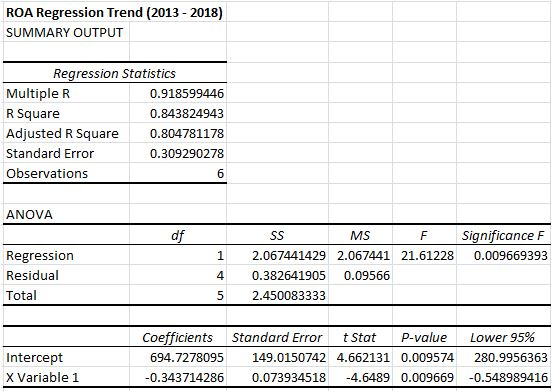 ROA Regression Trend (2013 - 2018)
SUMMARY OUTPUT
Regression Statistics
Multiple R 0.918599446
R Square 0.843824943
Adjusted R Square 0.804781178
Standard Error 0.309290278
Observations 6
ANOVA
df SS MS F Significance F
Regression 1 2.067441429 2.067441 21.61228 0.009669393
Residual 4 0.382641905 0.09566
Total 5 2.450083333
Coefficients Standard Error t Stat P-value Lower 95%
Intercept 694.7278095 149.0150742 4.662131 0.009574 280.9956363
X Variable 1 -0.343714286 0.073934518 -4.6489 0.009669 -0.548989416